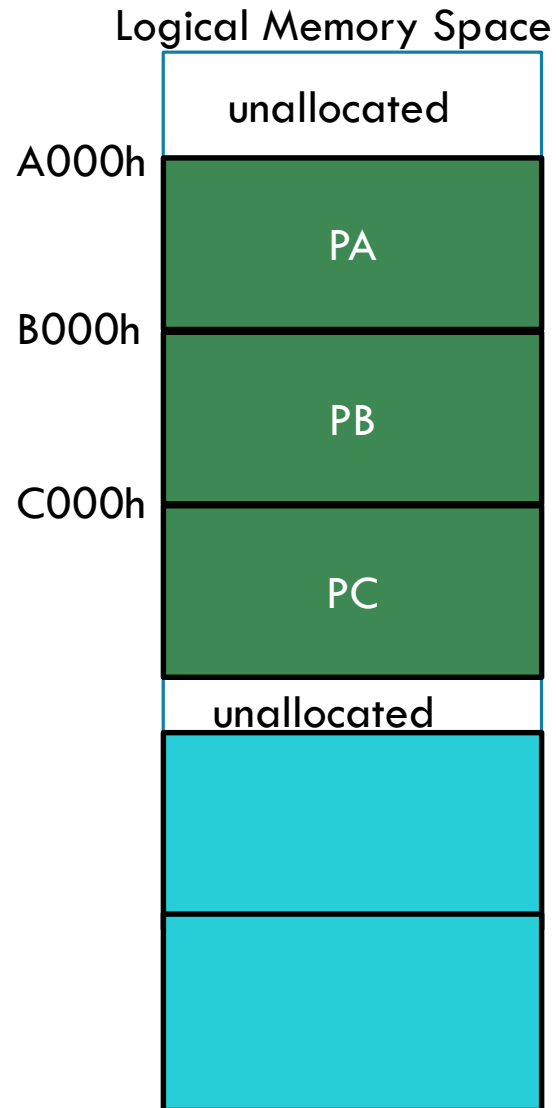 Logical Memory Space
unallocated
A000h
PA
B000h
PB
C000h
PC
unallocated